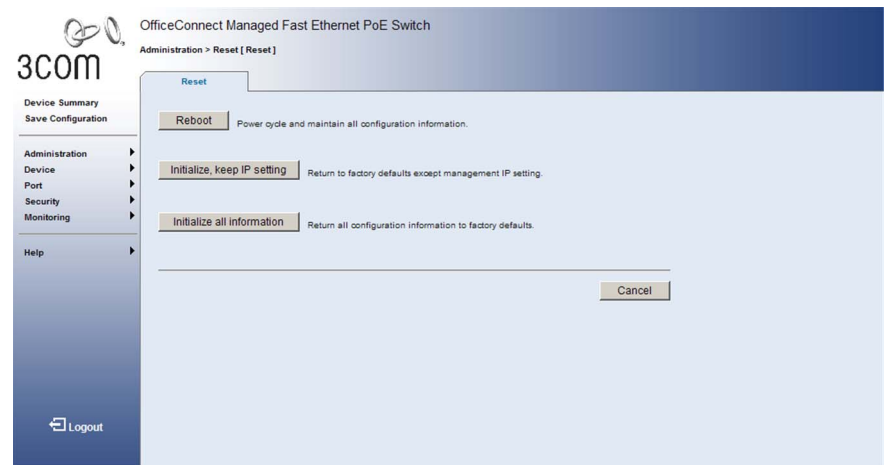 3COM
OfficeConnect Managed Fast Ethernet PoE Switch
Administration > Reset [ Reset ]
Reset
Device Summary
Save Configuration
Administration
Device
Port
Security
Monitoring
Help
Logout
Reboot Power cycle and maintain all configuration information.
Initialize, keep IP setting Return to factory defaults except management IP setting.
Initialize all information Return all configuration information to factory defaults.
Cancel